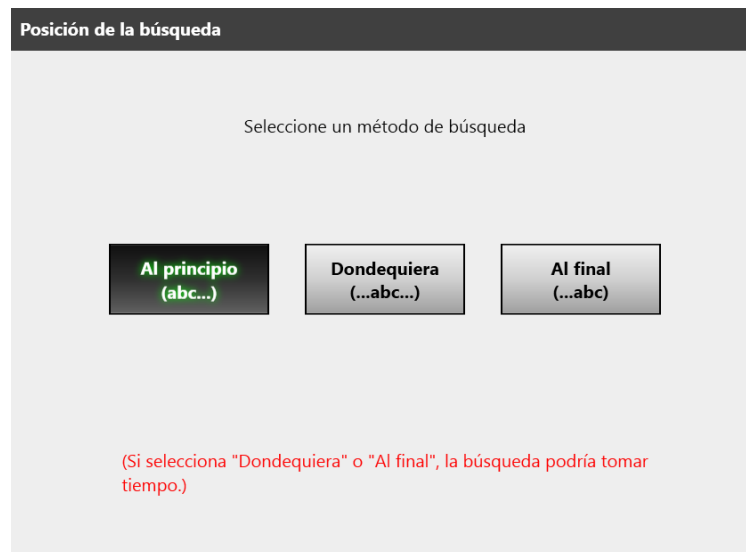 Posición de la búsqueda
Seleccione un método de búsqueda
Al principio
(abc...)
Dondequiera
(...abc...)
Al final
(...abc)
(Si selecciona "Dondequiera" o "Al final", la búsqueda podría tomar
tiempo.)